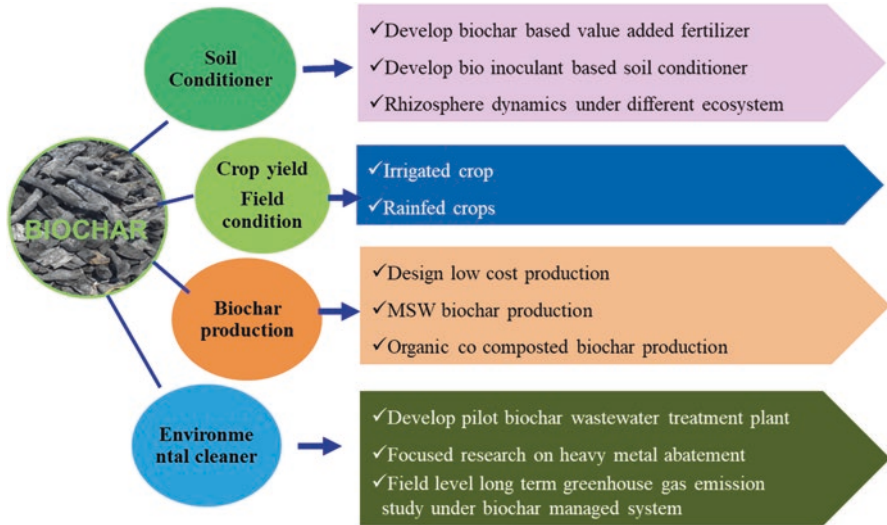 BIOCHAR
Soil
Conditioner
✓Develop biochar based value added fertilizer
✓Develop bio inoculant based soil conditioner
✓Rhizosphere dynamics under different ecosystem
Crop yield
Field
condition
✓Irrigated crop
✓Rainfed crops
Biochar
production
✓Design low cost production
✓MSW biochar production
✓Organic co composted biochar production
Environme
ntal cleaner
✓Develop pilot biochar wastewater treatment plant
✓Focused research on heavy metal abatement
✓Field level long term greenhouse gas emission
study under biochar managed system